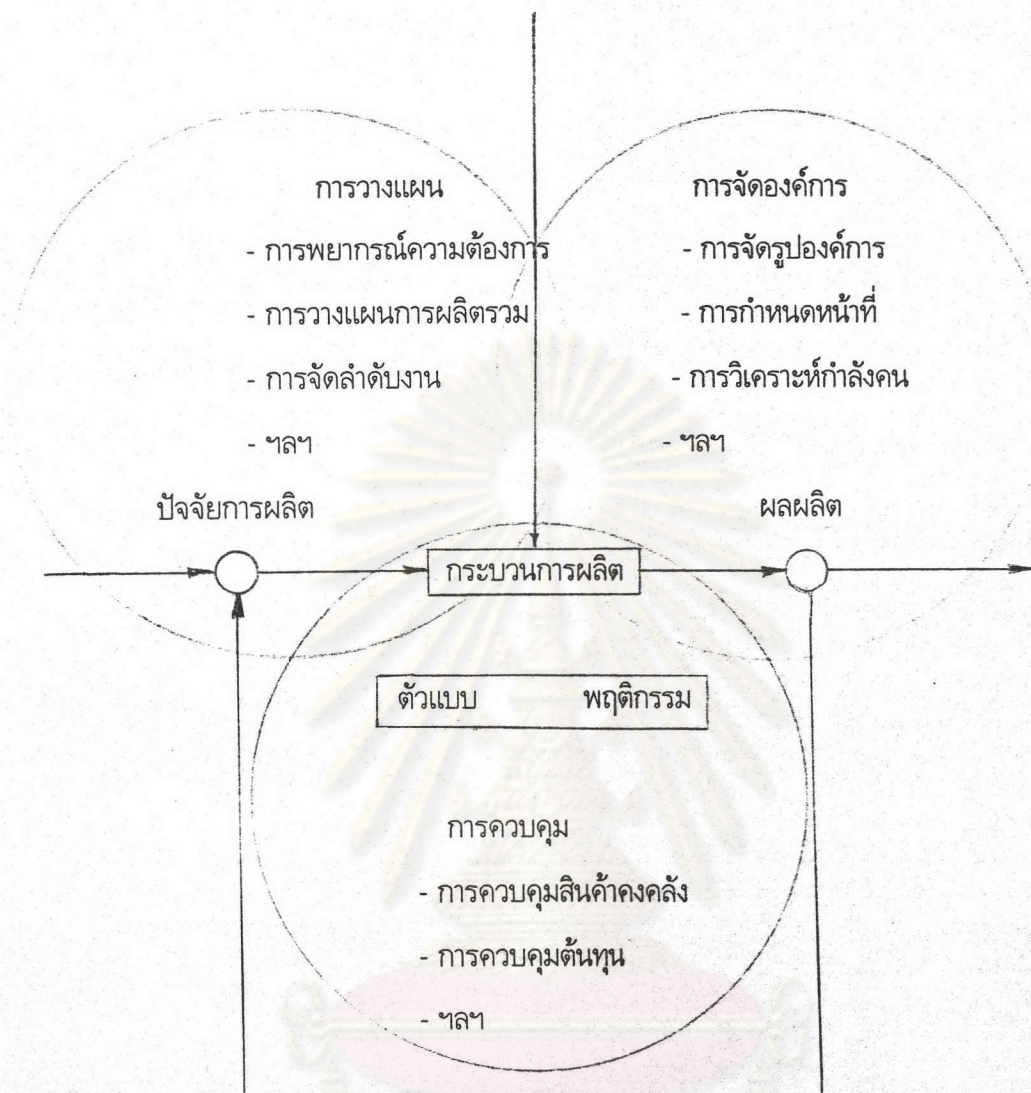 การวางแผน
- การพยากรณ์ความต้องการ
- การวางแผนการผลิตรวม
- การจัดลำดับงาน
- ฯลฯ
การจัดองค์การ
- การจัดรูปองค์การ
- การกำหนดหน้าที่
- การวิเคราะห์กำลังคน
- ฯลฯ
ปัจจัยการผลิต
ผลผลิต
กระบวนการผลิต
ตัวแบบ พฤติกรรม
การควบคุม
- การควบคุมสินค้าคงคลัง
- การควบคุมต้นทุน
- ฯลฯ